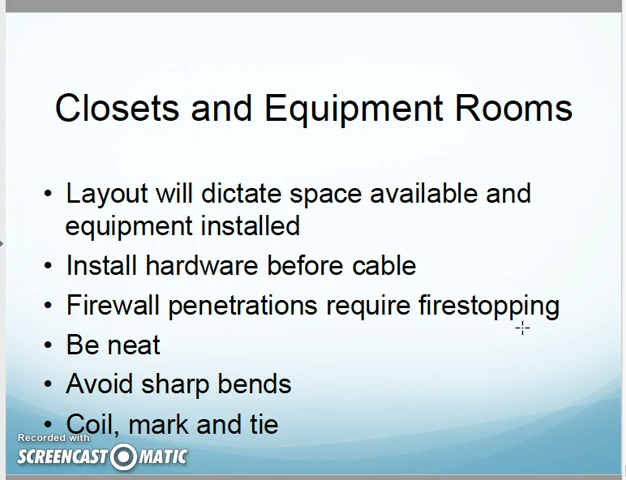 Closets and Equipment Rooms
• Layout will dictate space available and
equipment installed
• Install hardware before cable
• Firewall penetrations require firestopping
• Be neat
• Avoid sharp bends
• Coil, mark and tie
Recorded with
SCREENCAST MATIC